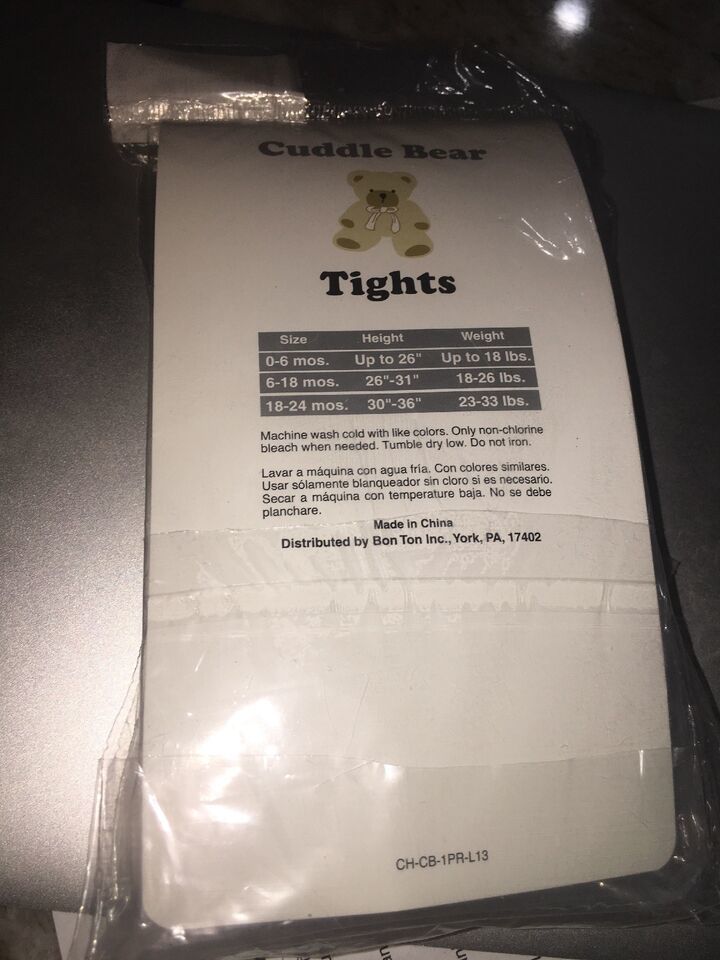 Cuddle Bear
Tights
Size Height Weight
0-6 mos. Up to 26" Up to 18 lbs.
6-18 mos. 26"-31" 18-26 lbs.
18-24 mos. 30"-36" 23-33 lbs.
Machine wash cold with like colors. Only non-chlorine
bleach when needed. Tumble dry low. Do not iron.
Lavar a máquina con agua fría. Con colores similares.
Usar sólamente blanqueador sin cloro si es necesario.
Secar a máquina con temperature baja. No se debe
planchare.
Made in China
Distributed by Bon Ton Inc., York, PA, 17402
CH-CB-1PR-L13